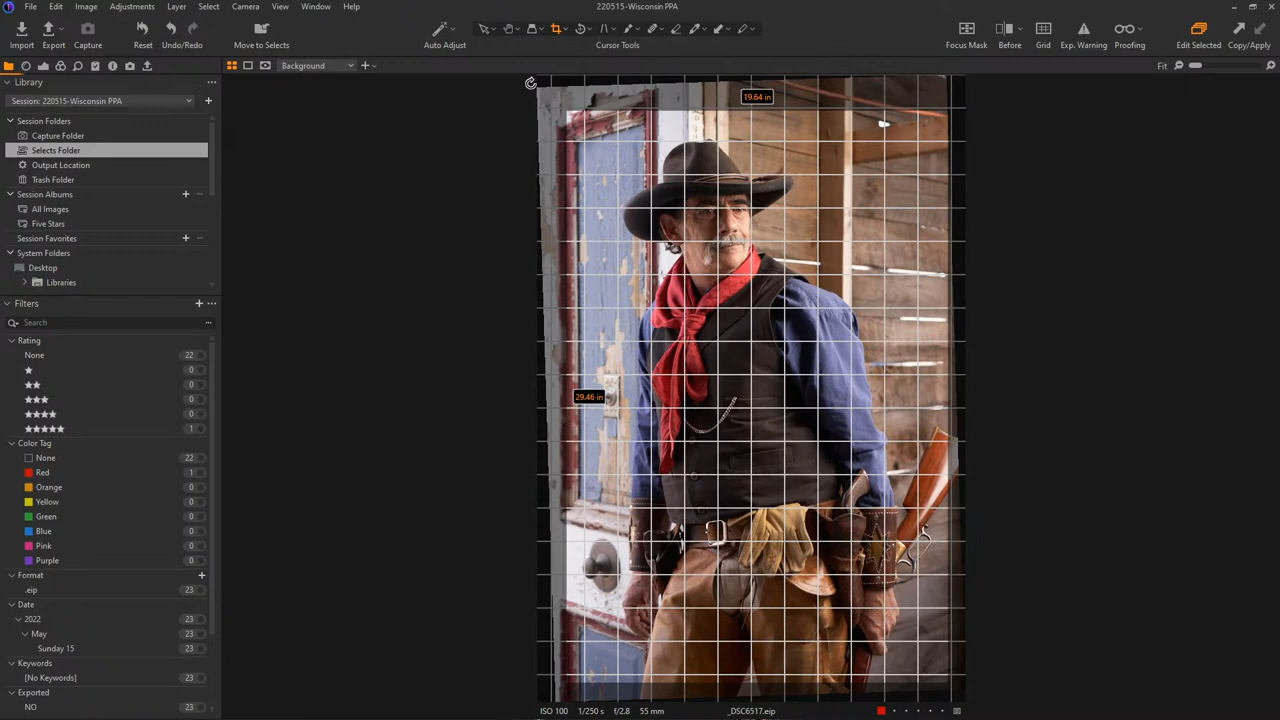 220515-Wisconsin PPA
File Edit Image Adjustments Layer Select Camera View Window Help
Import Export Capture Reset Undo/Redo Move to Selects Auto Adjust Cursor Tools Focus Mask Before Grid Exp. Warning Proofing Edit Selected Copy/Apply
Background
Fit
Library
Session: 220515-Wisconsin PPA
Session Folders
Capture Folder
Selects Folder
Output Location
Trash Folder
Session Albums
All Images
Five Stars
Session Favorites
System Folders
Desktop
Libraries
Filters
Search
Rating
None 22
0
0
0
0
1
Color Tag
None 22
Red 1
Orange 0
Yellow 0
Green 0
Blue 0
Pink 0
Purple 0
Format
.eip 23
Date
2022 23
May 23
Sunday 15 23
Keywords
[No Keywords] 23
Exported
NO 23
19.64 in
29.46 in
ISO 100 1/250 s f/2.8 55 mm _DSC6517.eip